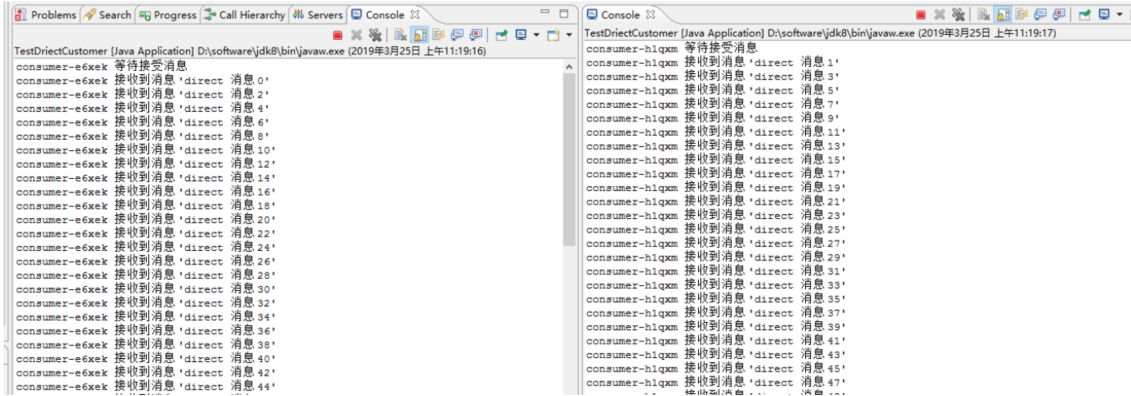 Problems Search Progress Call Hierarchy Servers Console
TestDriectCustomer [Java Application] D:\software\jdk8\bin\javaw.exe (2019年3月25日 上午11:19:16)
consumer-e6xek 等待接受消息
consumer-e6xek 接收到消息 'direct 消息0'
consumer-e6xek 接收到消息 'direct 消息2'
consumer-e6xek 接收到消息 'direct 消息4'
consumer-e6xek 接收到消息 'direct 消息6'
consumer-e6xek 接收到消息 'direct 消息8'
consumer-e6xek 接收到消息 'direct 消息10'
consumer-e6xek 接收到消息 'direct 消息12'
consumer-e6xek 接收到消息 'direct 消息14'
consumer-e6xek 接收到消息 'direct 消息16'
consumer-e6xek 接收到消息 'direct 消息18'
consumer-e6xek 接收到消息 'direct 消息20'
consumer-e6xek 接收到消息 'direct 消息22'
consumer-e6xek 接收到消息 'direct 消息24'
consumer-e6xek 接收到消息 'direct 消息26'
consumer-e6xek 接收到消息 'direct 消息28'
consumer-e6xek 接收到消息 'direct 消息30'
consumer-e6xek 接收到消息 'direct 消息32'
consumer-e6xek 接收到消息 'direct 消息34'
consumer-e6xek 接收到消息 'direct 消息36'
consumer-e6xek 接收到消息 'direct 消息38'
consumer-e6xek 接收到消息 'direct 消息40'
consumer-e6xek 接收到消息 'direct 消息42'
consumer-e6xek 接收到消息 'direct 消息44'
Console
TestDriectCustomer [Java Application] D:\software\jdk8\bin\javaw.exe (2019年3月25日 上午11:19:17)
consumer-h1qxm 等待接受消息
consumer-h1qxm 接收到消息 'direct 消息1'
consumer-h1qxm 接收到消息 'direct 消息3'
consumer-h1qxm 接收到消息 'direct 消息5'
consumer-h1qxm 接收到消息 'direct 消息7'
consumer-h1qxm 接收到消息 'direct 消息9'
consumer-h1qxm 接收到消息 'direct 消息11'
consumer-h1qxm 接收到消息 'direct 消息13'
consumer-h1qxm 接收到消息 'direct 消息15'
consumer-h1qxm 接收到消息 'direct 消息17'
consumer-h1qxm 接收到消息 'direct 消息19'
consumer-h1qxm 接收到消息 'direct 消息21'
consumer-h1qxm 接收到消息 'direct 消息23'
consumer-h1qxm 接收到消息 'direct 消息25'
consumer-h1qxm 接收到消息 'direct 消息27'
consumer-h1qxm 接收到消息 'direct 消息29'
consumer-h1qxm 接收到消息 'direct 消息31'
consumer-h1qxm 接收到消息 'direct 消息33'
consumer-h1qxm 接收到消息 'direct 消息35'
consumer-h1qxm 接收到消息 'direct 消息37'
consumer-h1qxm 接收到消息 'direct 消息39'
consumer-h1qxm 接收到消息 'direct 消息41'
consumer-h1qxm 接收到消息 'direct 消息43'
consumer-h1qxm 接收到消息 'direct 消息45'
consumer-h1qxm 接收到消息 'direct 消息47'